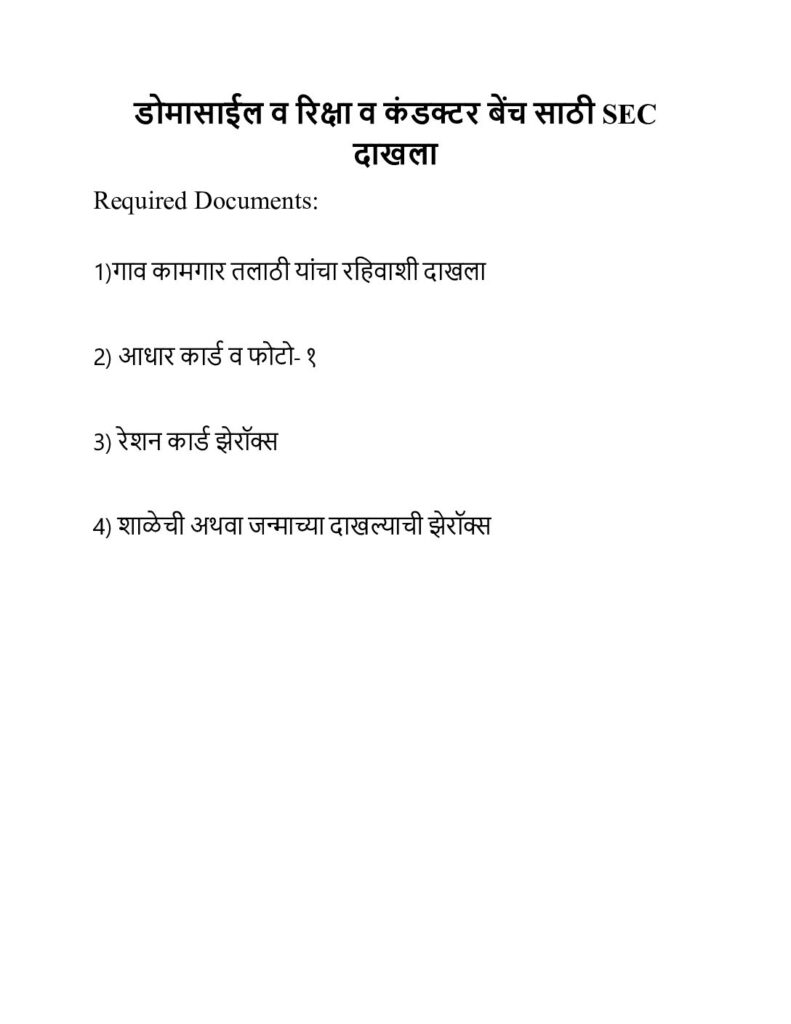 डोमासाईल व रिक्षा व कंडक्टर बेंच साठी SEC
दाखला
Required Documents:
1)गाव कामगार तलाठी यांचा रहिवाशी दाखला
2) आधार कार्ड व फोटो- १
3) रेशन कार्ड झेरॉक्स
4) शाळेची अथवा जन्माच्या दाखल्याची झेरॉक्स